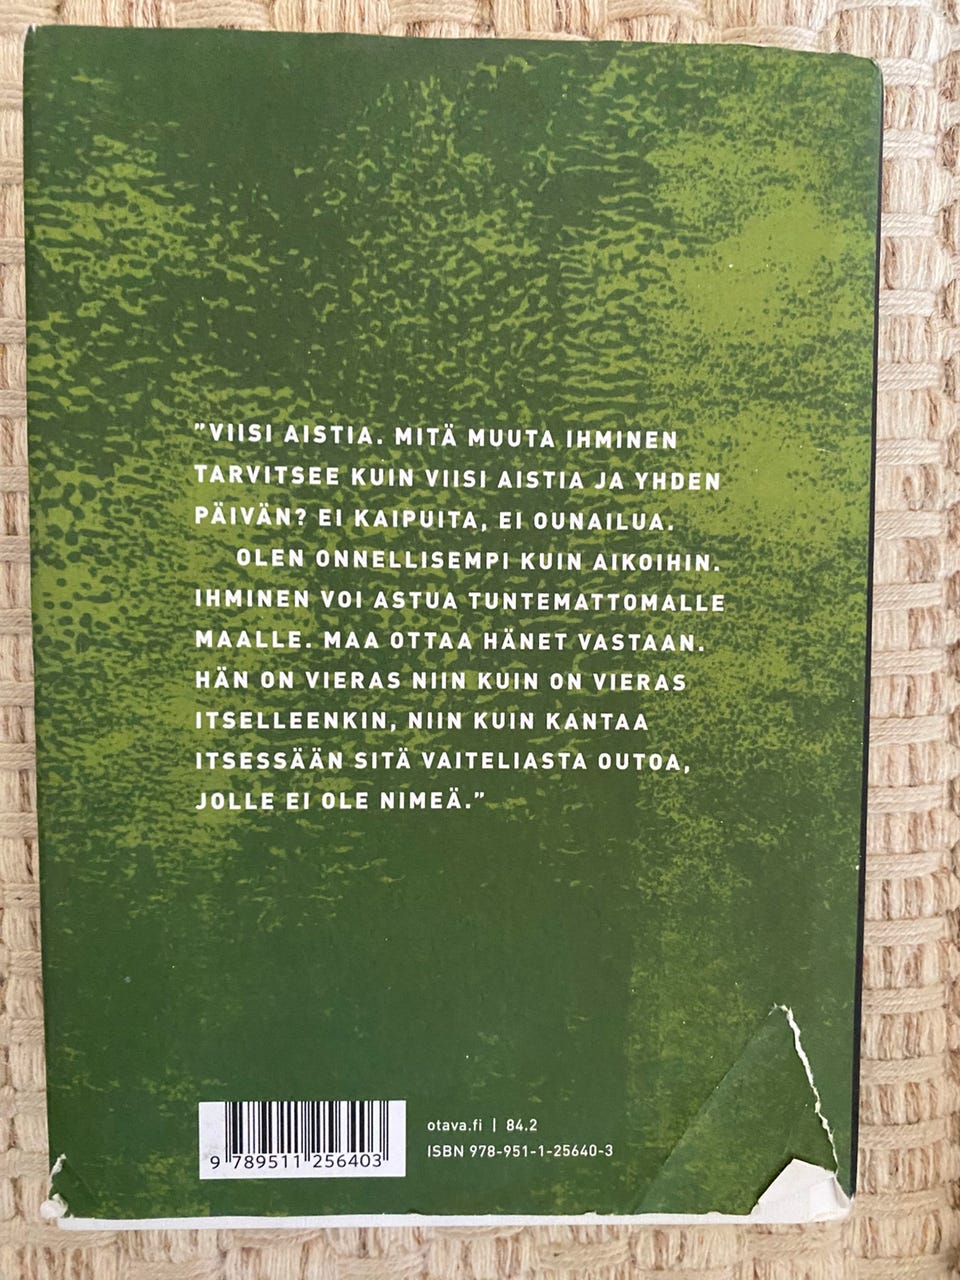 ”VIISI AISTIA. MITÄ MUUTA IHMINEN
TARVITSEE KUIN VIISI AISTIA JA YHDEN
PÄIVÄN? EI KAIPUITA, EI OUNAILUA.
OLEN ONNELLISEMPI KUIN AIKOIHIN.
IHMINEN VOI ASTUA TUNTEMATTOMALLE
MAALLE. MAA OTTAA HÄNET VASTAAN.
HÄN ON VIERAS NIIN KUIN ON VIERAS
ITSELLEENKIN, NIIN KUIN KANTAA
ITSESSÄÄN SITÄ VAITELIASTA OUTOA,
JOLLE EI OLE NIMEÄ.”
otava.fi | 84.2
ISBN 978-951-1-25640-3
9 789511 256403